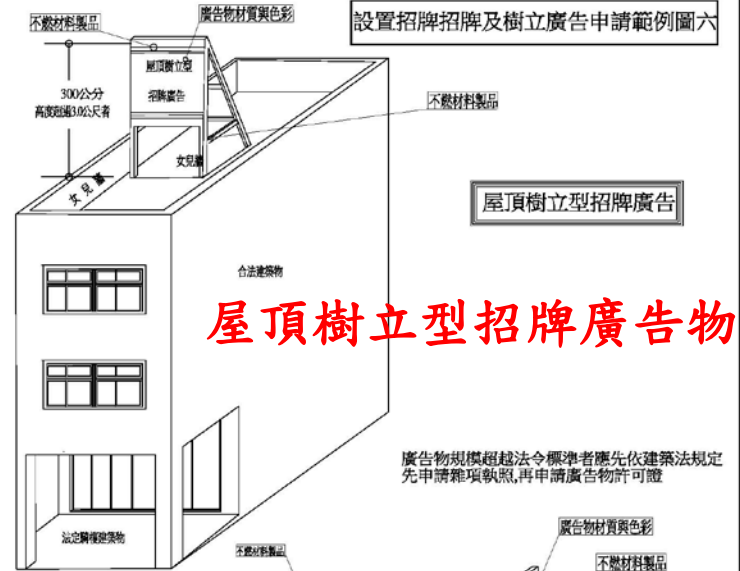 不燃材料製品
廣告物材質與色彩
設置招牌招牌及樹立廣告申請範例圖六
屋頂樹立型
招牌廣告
300公分
高度超過3.0公尺者
不燃材料製品
女兒牆
女兒牆
屋頂樹立型招牌廣告
合法建築物
屋頂樹立型招牌廣告物
廣告物規模超越法令標準者應先依建築法規定
先申請雜項執照,再申請廣告物許可證
法定騎樓建築物
廣告物材質與色彩
不燃材料製品
不燃材料製品